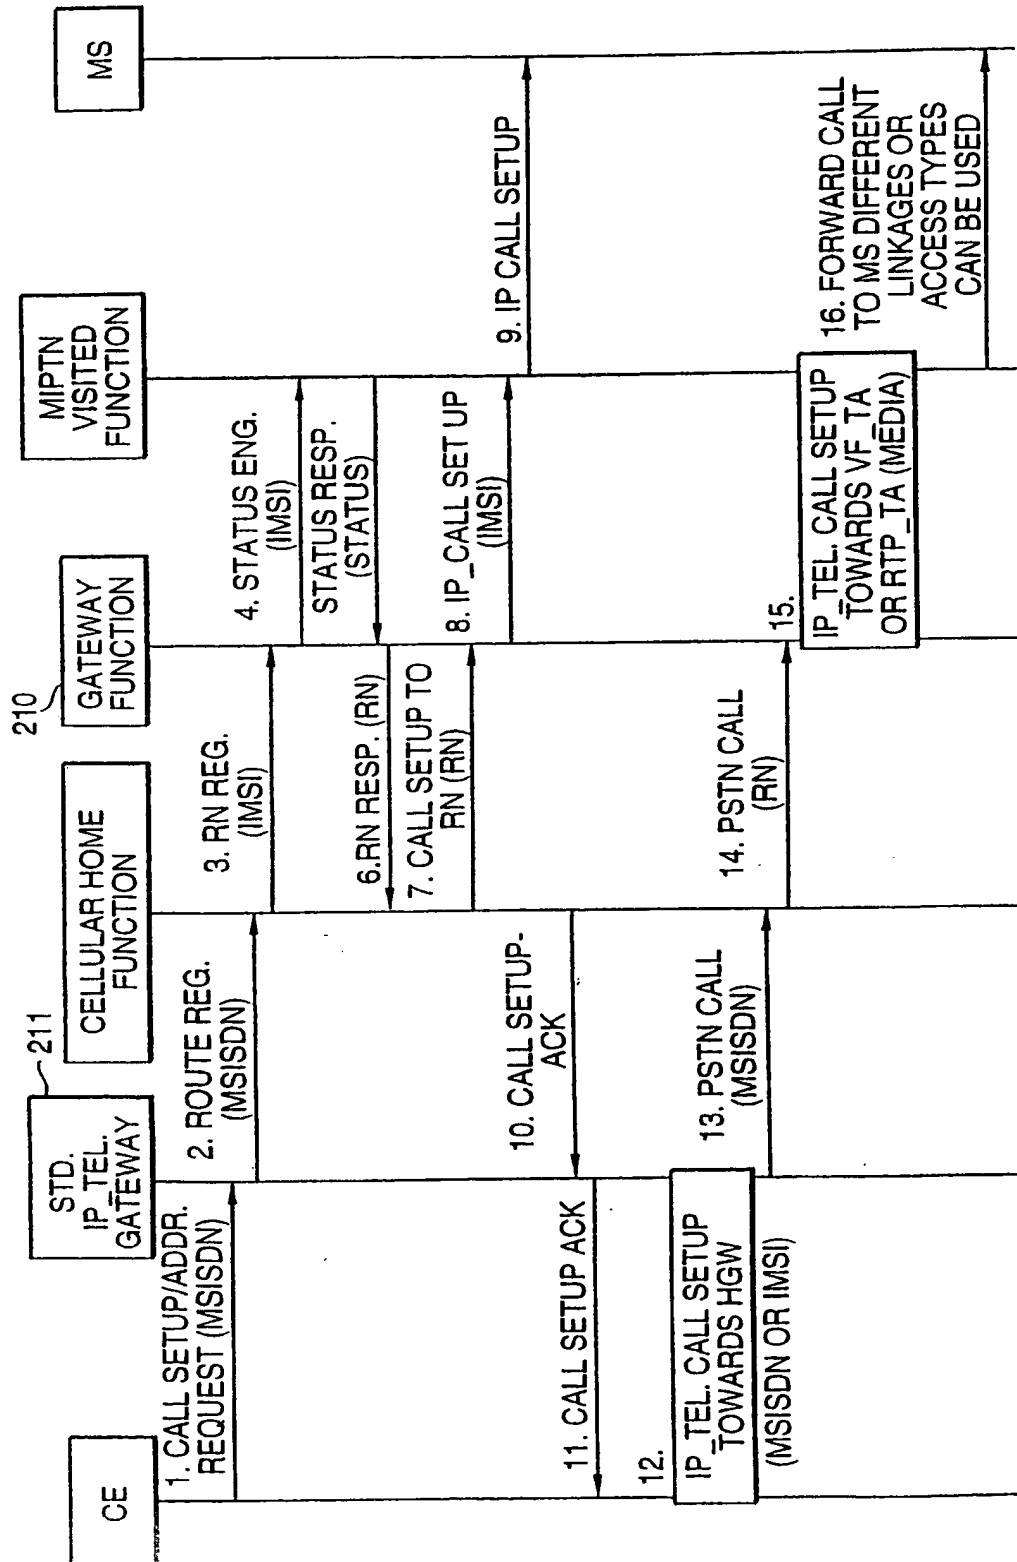 CE
STD.
IP_TEL.
GATEWAY
211
CELLULAR HOME
FUNCTION
GATEWAY
FUNCTION
210
MIPTN
VISITED
FUNCTION
MS
1. CALL SETUP/ADDR.
REQUEST (MSISDN)
2. ROUTE REG.
(MSISDN)
3. RN REG.
(IMSI)
4. STATUS ENG.
(IMSI)
STATUS RESP.
(STATUS)
6.RN RESP. (RN)
7. CALL SETUP TO
RN (RN)
8. IP_CALL SET UP
(IMSI)
9. IP CALL SETUP
10. CALL SETUP-
ACK
11. CALL SETUP ACK
12.
IP_TEL. CALL SETUP
TOWARDS HGW
(MSISDN OR IMSI)
13. PSTN CALL
(MSISDN)
14. PSTN CALL
(RN)
15.
IP_TEL. CALL SETUP
TOWARDS VF_TA
OR RTP_TA (MEDIA)
16. FORWARD CALL
TO MS DIFFERENT
LINKAGES OR
ACCESS TYPES
CAN BE USED